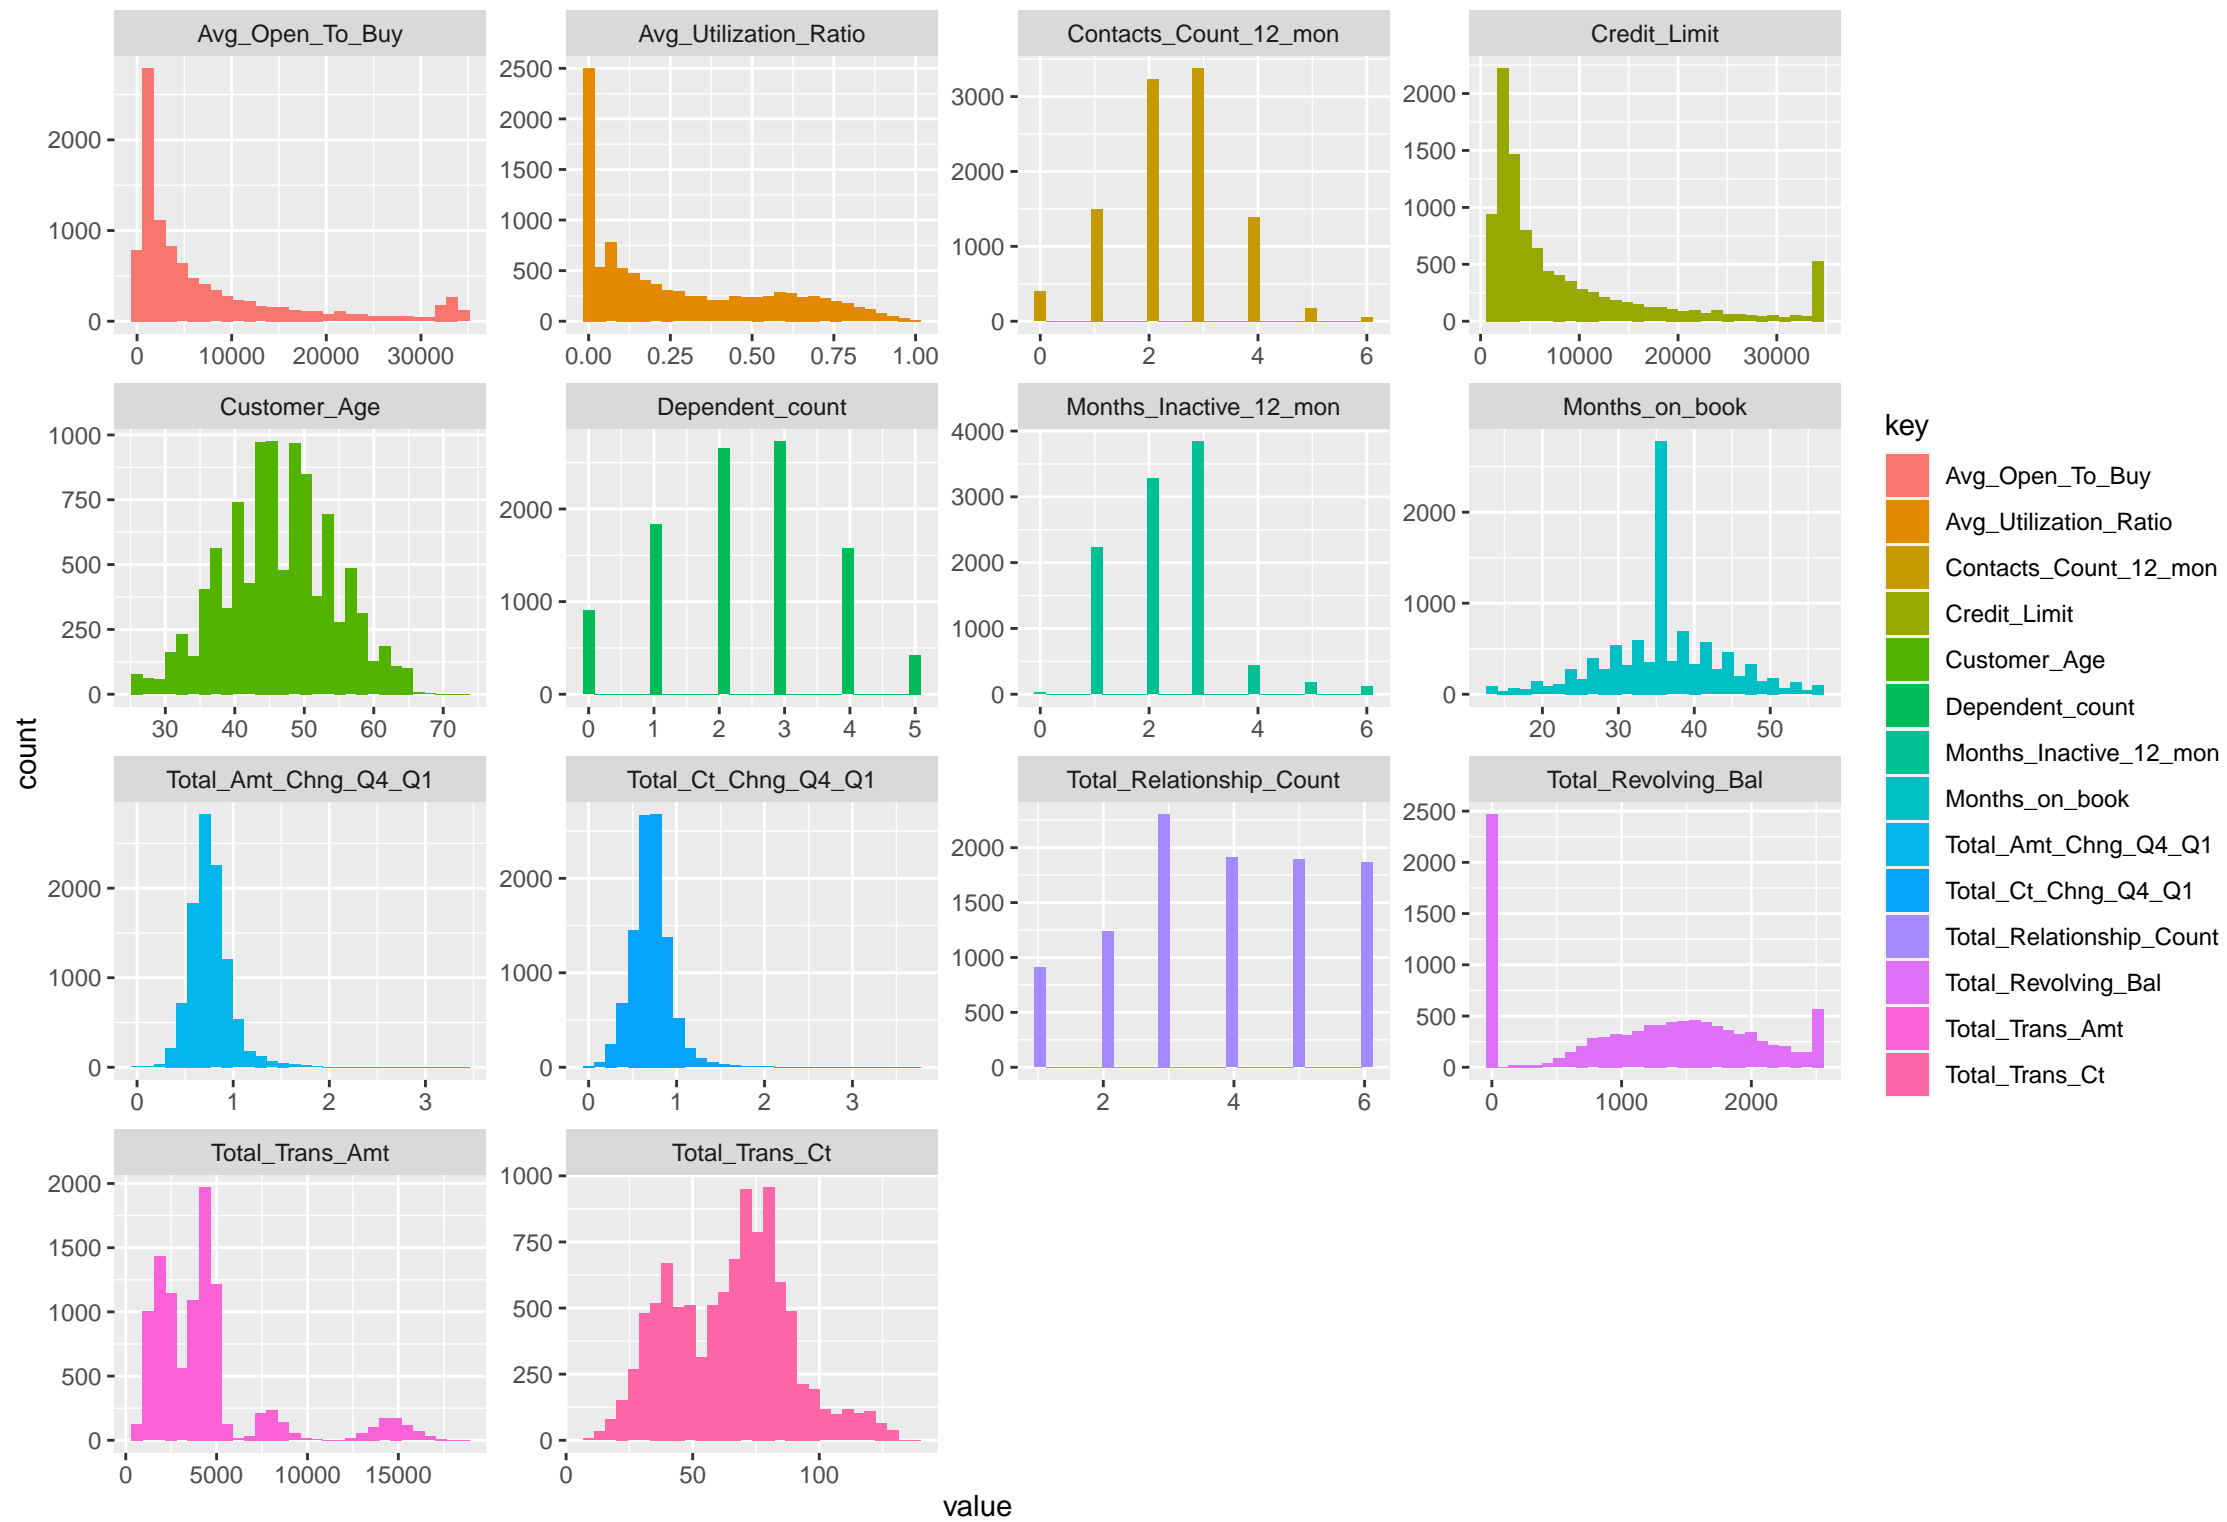 Avg_Open_To_Buy
Avg_Utilization_Ratio
Contacts_Count_12_mon
Credit_Limit
2000
1000
0
0 10000 20000 30000
2500
2000
1500
1000
500
0
0.00 0.25 0.50 0.75 1.00
3000
2000
1000
0
0 2 4 6
2000
1500
1000
500
0
0 10000 20000 30000
Customer_Age
Dependent_count
Months_Inactive_12_mon
Months_on_book
1000
750
500
250
0
30 40 50 60 70
2000
1000
0
0 1 2 3 4 5
4000
3000
2000
1000
0
0 2 4 6
2000
1000
0
20 30 40 50
Total_Amt_Chng_Q4_Q1
Total_Ct_Chng_Q4_Q1
Total_Relationship_Count
Total_Revolving_Bal
2000
1000
0
0 1 2 3
2000
1000
0
0 1 2 3
2000
1500
1000
500
0
2 4 6
2500
2000
1500
1000
500
0
0 1000 2000
Total_Trans_Amt
Total_Trans_Ct
2000
1500
1000
500
0
0 5000 10000 15000
1000
750
500
250
0
0 50 100
count
value
key
Avg_Open_To_Buy
Avg_Utilization_Ratio
Contacts_Count_12_mon
Credit_Limit
Customer_Age
Dependent_count
Months_Inactive_12_mon
Months_on_book
Total_Amt_Chng_Q4_Q1
Total_Ct_Chng_Q4_Q1
Total_Relationship_Count
Total_Revolving_Bal
Total_Trans_Amt
Total_Trans_Ct